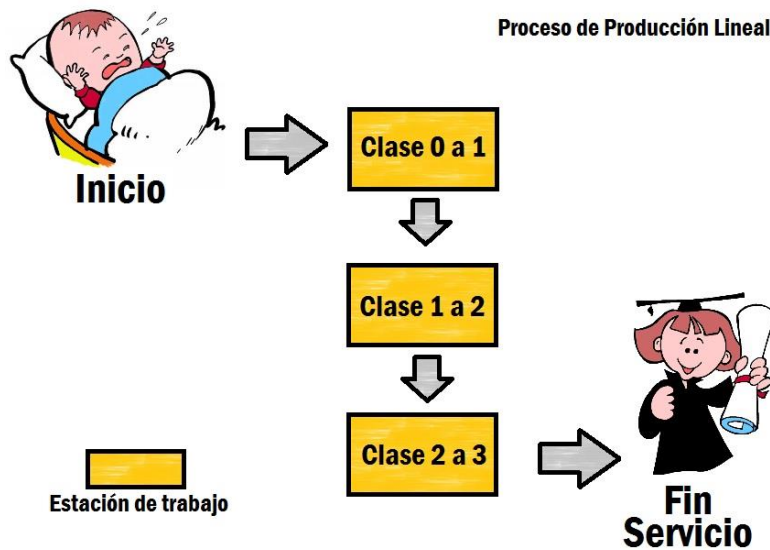 Proceso de Producción Lineal
Inicio
Clase 0 a 1
Clase 1 a 2
Clase 2 a 3
Estación de trabajo
Fin
Servicio